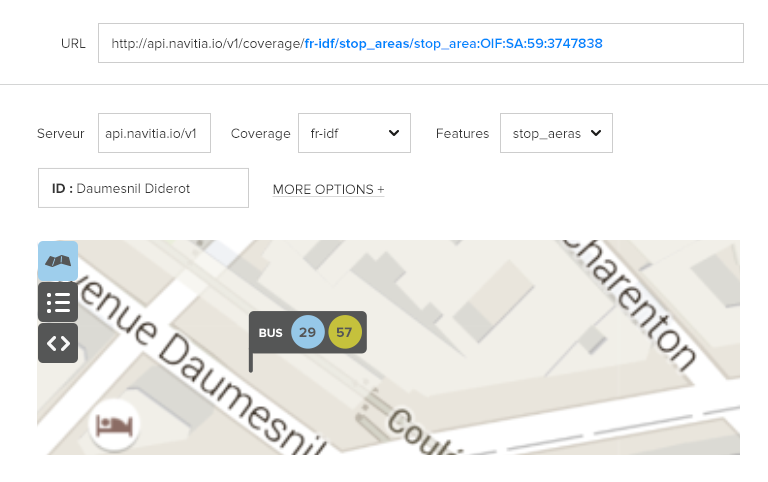 URL http://api.navitia.io/v1/coverage/fr-idf/stop_areas/stop_area:OIF:SA:59:3747838
Serveur api.navitia.io/v1 Coverage fr-idf Features stop_aeras
ID : Daumesnil Diderot MORE OPTIONS +
Charenton
venue Daumesnil
BUS 29 57
Coulé